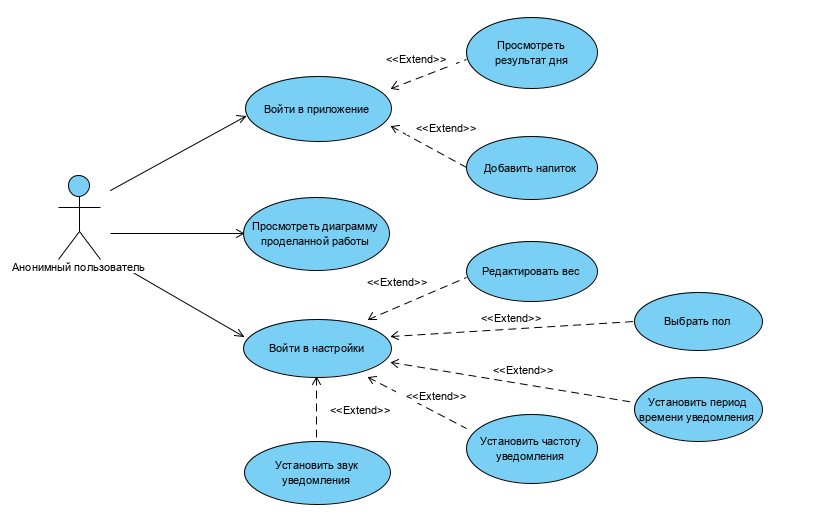 Просмотреть
результат дня
<<Extend>>
Войти в приложение
<<Extend>>
Добавить напиток
Просмотреть диаграмму
проделанной работы
Анонимный пользователь
Редактировать вес
<<Extend>>
<<Extend>>
Выбрать пол
Войти в настройки
<<Extend>>
Установить период
времени уведомления
<<Extend>>
<<Extend>>
Установить частоту
уведомления
Установить звук
уведомления